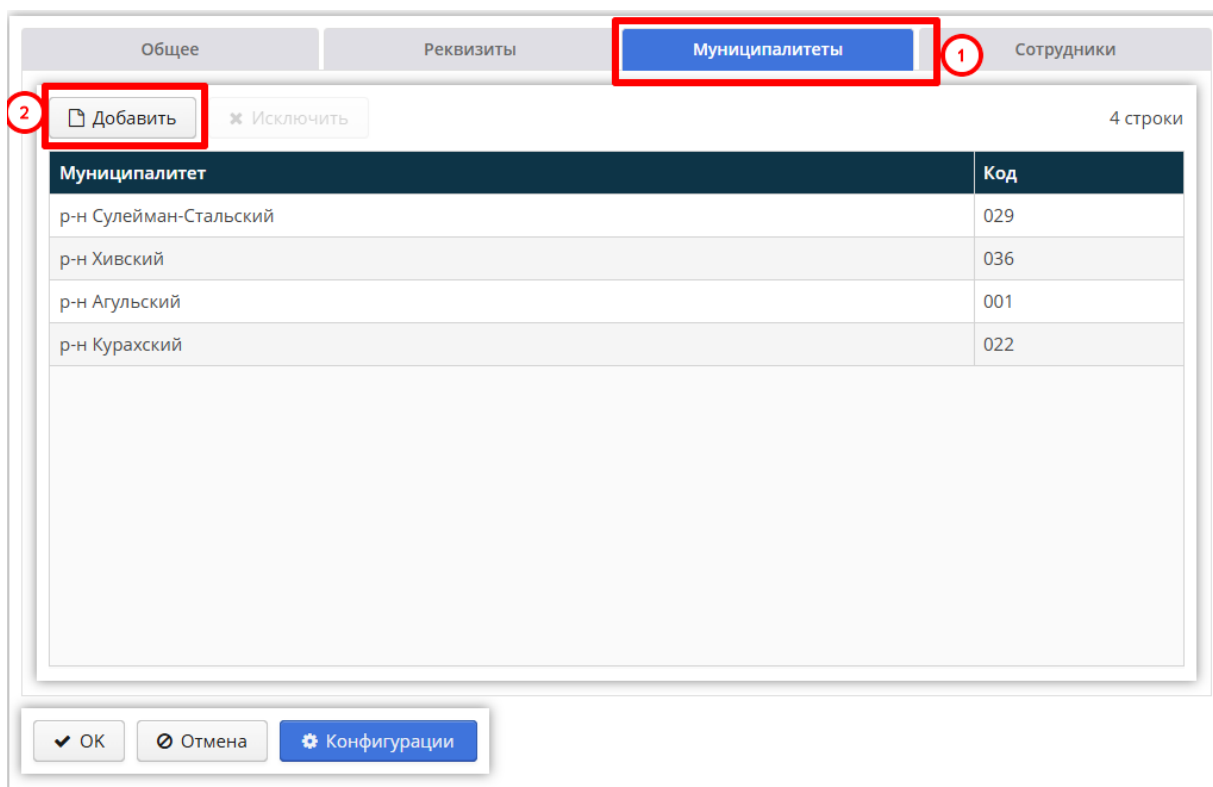 Общее Реквизиты Муниципалитеты 1 Сотрудники
2 Добавить Исключить 4 строки
Муниципалитет Код
р-н Сулейман-Стальский 029
р-н Хивский 036
р-н Агульский 001
р-н Курахский 022
OK Отмена Конфигурации